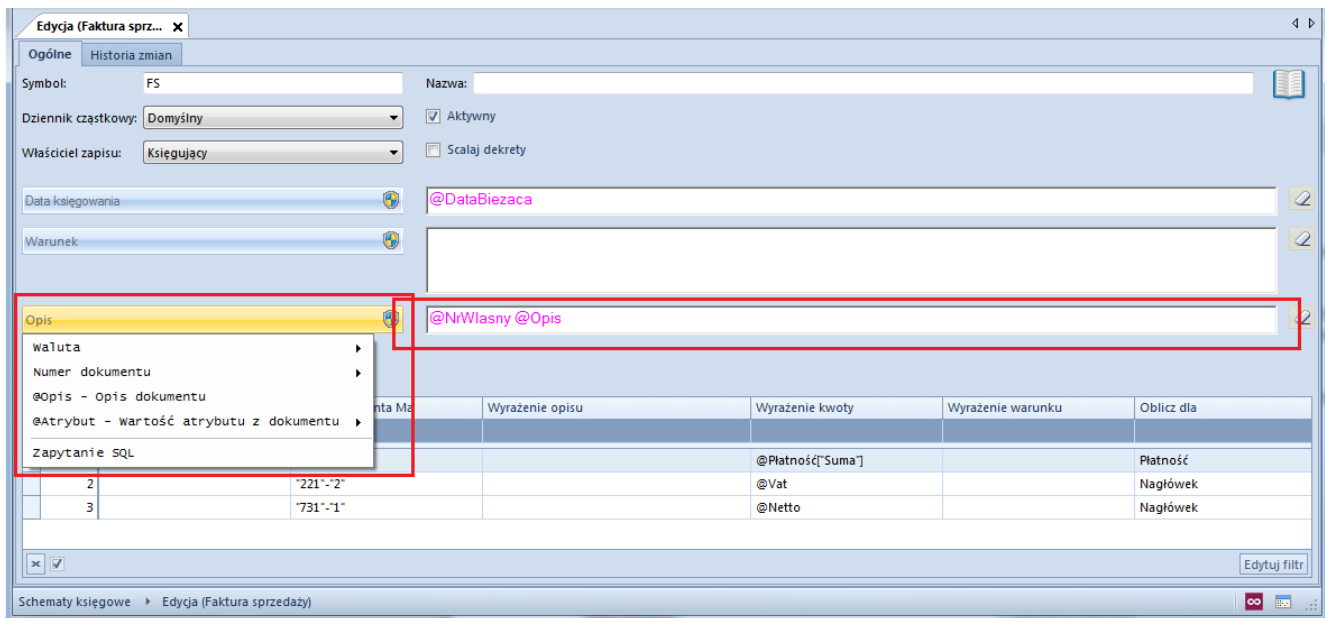 Edycja (Faktura sprz...
Ogólne Historia zmian
Symbol: FS Nazwa:
Dziennik cząstkowy: Domyślny Aktywny
Właściciel zapisu: Księgujący Scalaj dekrety
Data księgowania @DataBiezaca
Warunek
Opis @NrWlasny @Opis
Waluta
Numer dokumentu
@Opis - Opis dokumentu
@Atrybut - Wartość atrybutu z dokumentu
Zapytanie SQL
nta Ma Wyrażenie opisu Wyrażenie kwoty Wyrażenie warunku Oblicz dla
@Płatność["Suma"] Płatność
2 "221"-"2" @Vat Nagłówek
3 "731"-"1" @Netto Nagłówek
Edytuj filtr
Schematy księgowe Edycja (Faktura sprzedaży)